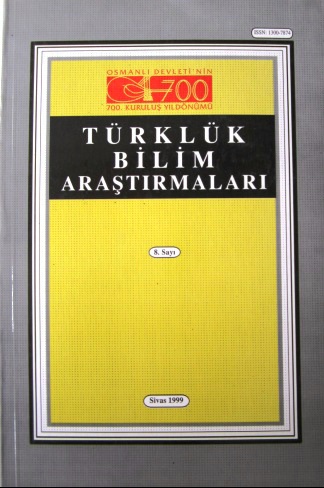 ISSN: 1300-7874
OSMANLI DEVLETİ'NİN
700
700. KURULUŞ YILDÖNÜMÜ
TÜRKLÜK
BİLİM
ARAŞTIRMALARI
8. Sayı
Sivas 1999